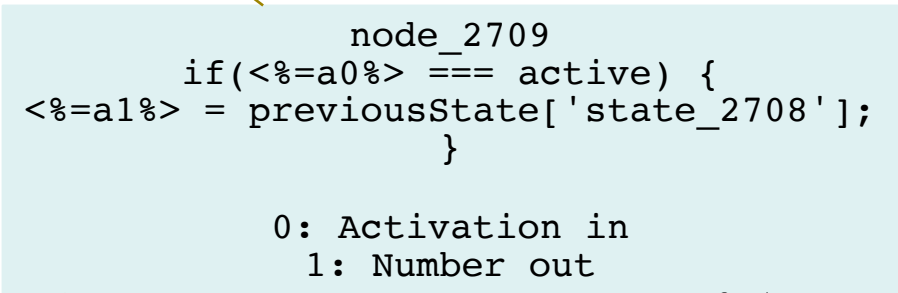 node_2709
if(<%=a0%> === active) {
<%=a1%> = previousState['state_2708'];
}
0: Activation in
1: Number out